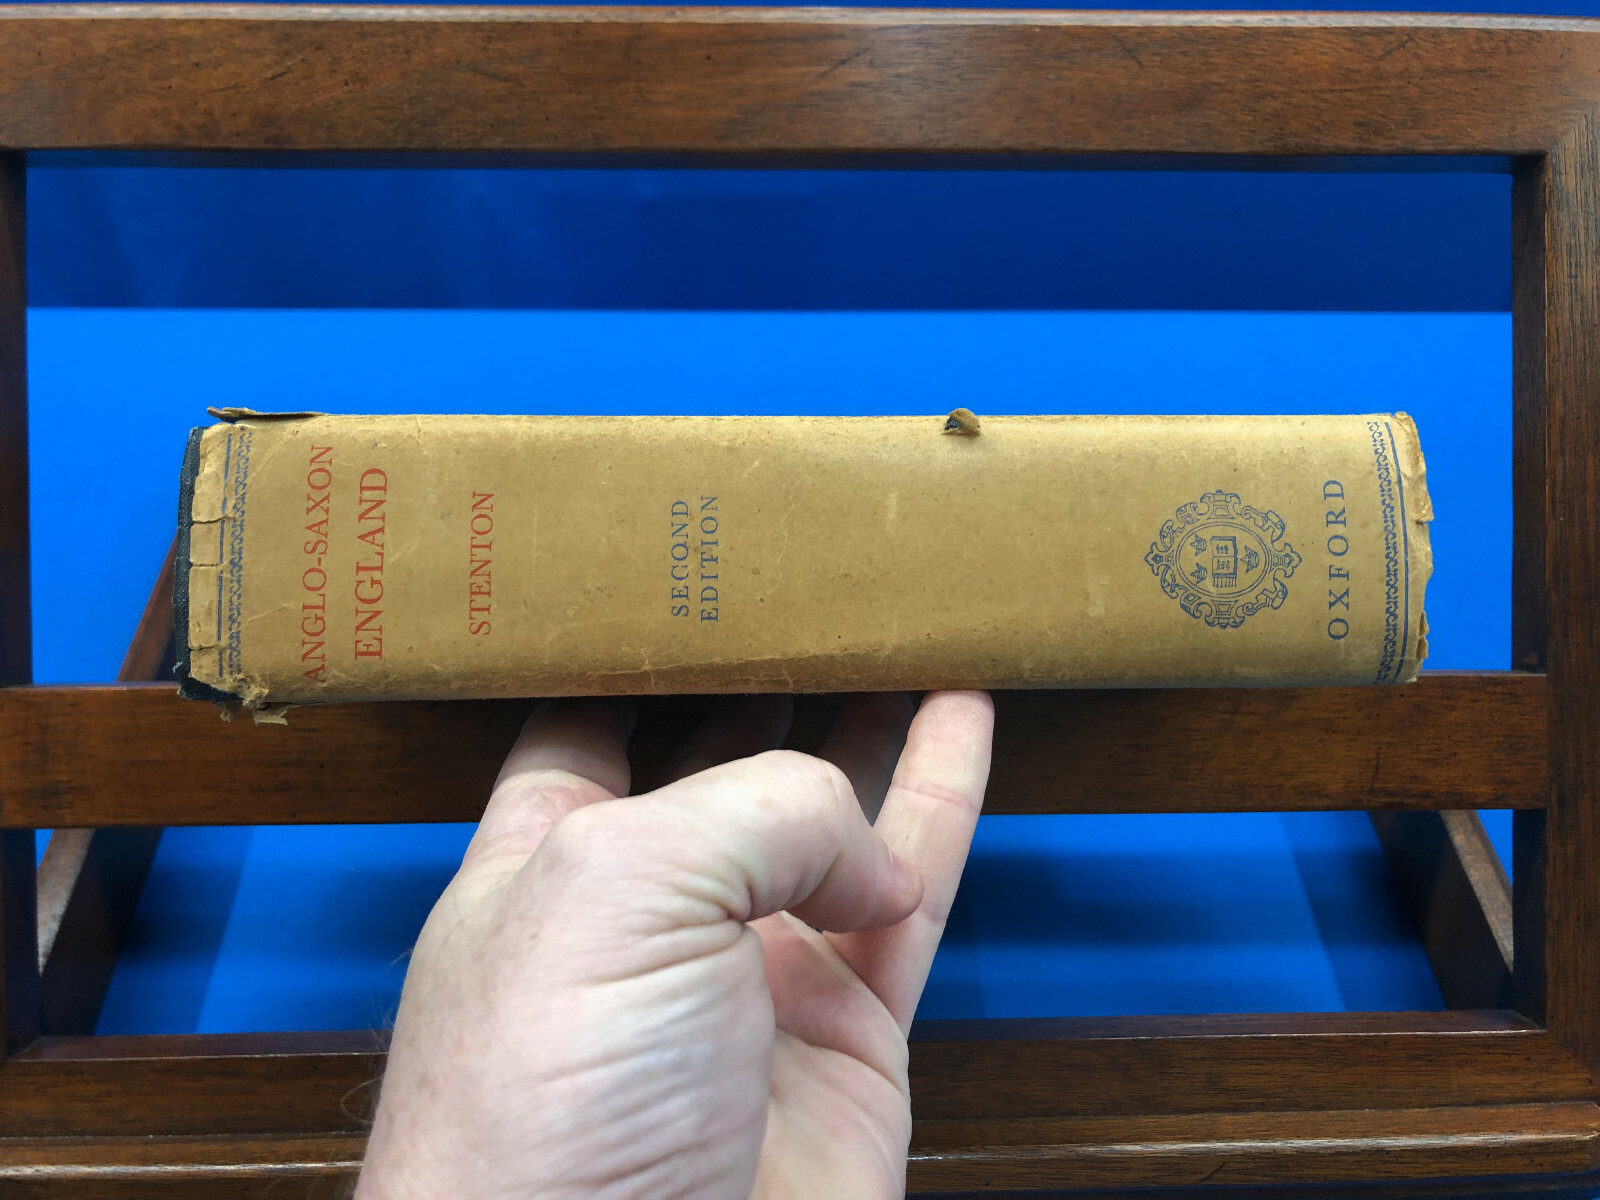 ANGLO-SAXON
ENGLAND
STENTON
SECOND
EDITION
OXFORD